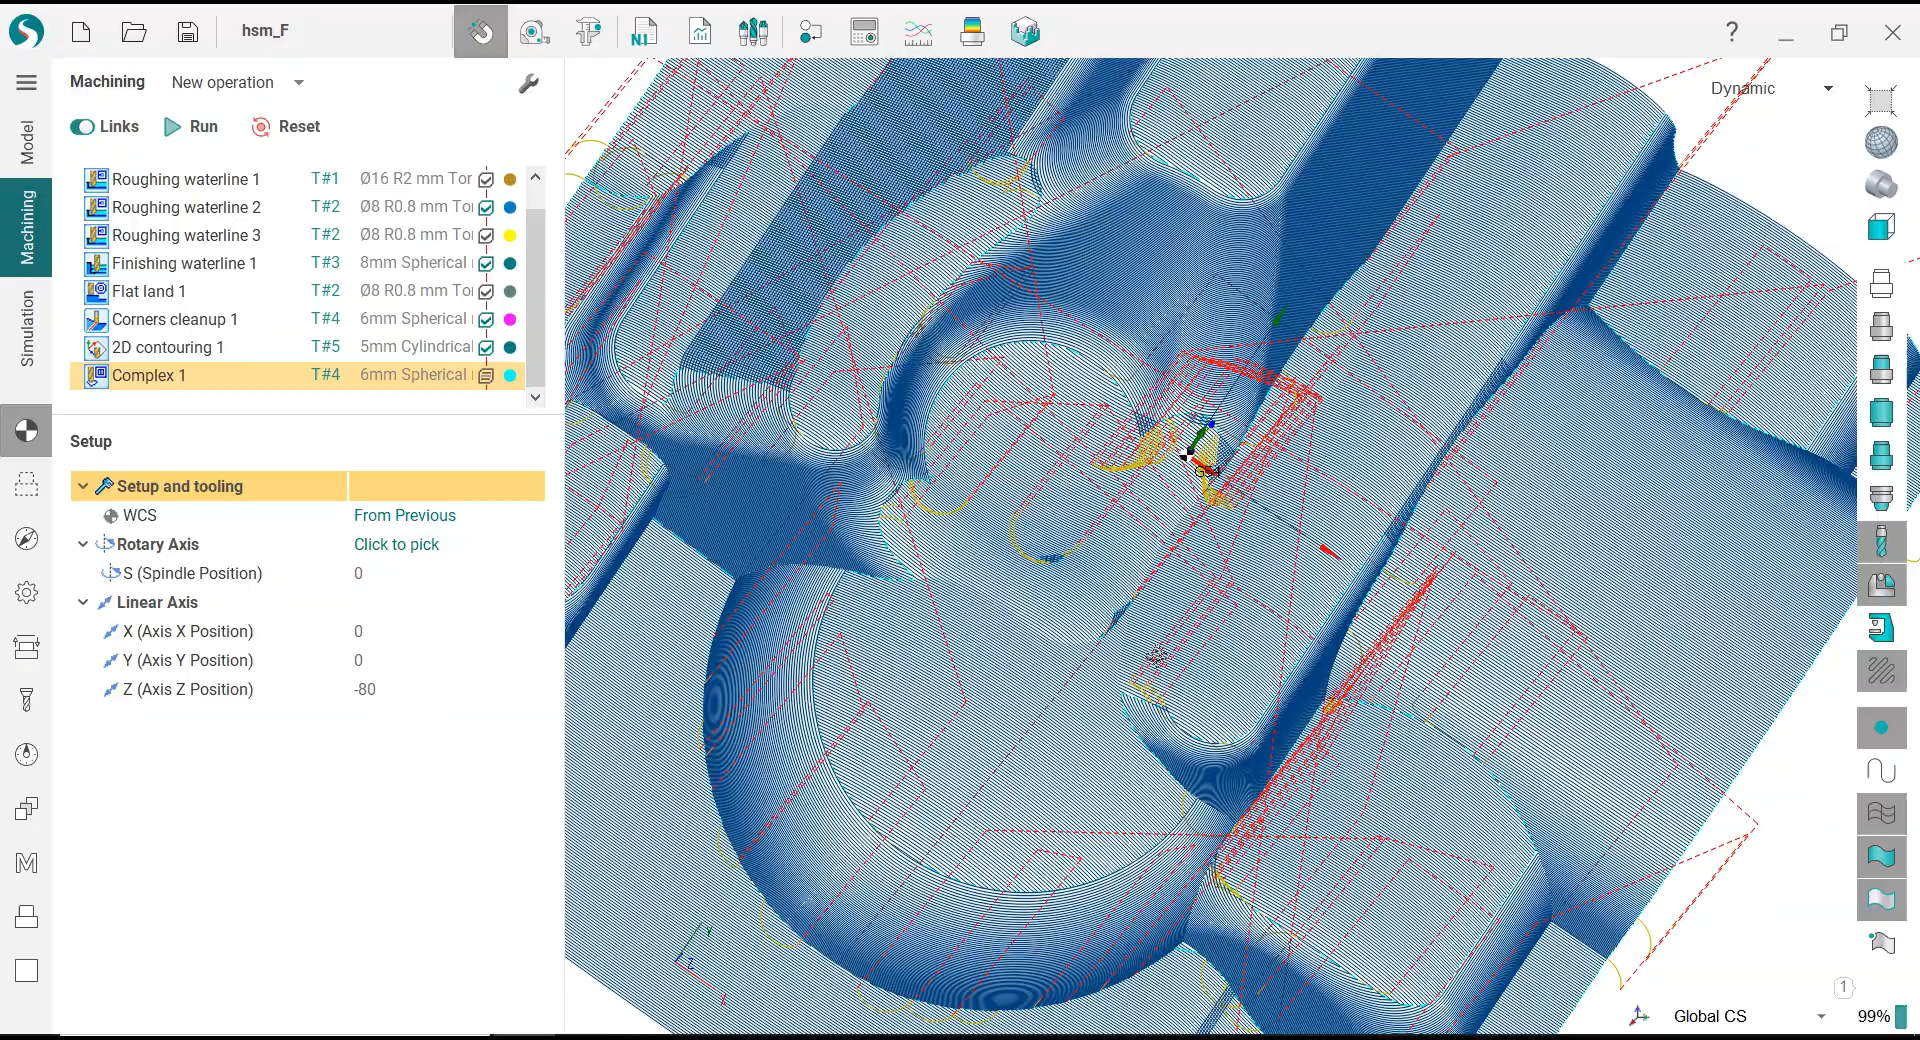 hsm_F
N1
?
Machining
New operation
Links
Run
Reset
Model
Machining
Simulation
Roughing waterline 1 T#1 Ø16 R2 mm Tor
Roughing waterline 2 T#2 Ø8 R0.8 mm To
Roughing waterline 3 T#2 Ø8 R0.8 mm To
Finishing waterline 1 T#3 8mm Spherical
Flat land 1 T#2 Ø8 R0.8 mm To
Corners cleanup 1 T#4 6mm Spherical
2D contouring 1 T#5 5mm Cylindrical
Complex 1 T#4 6mm Spherical
Setup
Setup and tooling
WCS From Previous
Rotary Axis Click to pick
S (Spindle Position) 0
Linear Axis
X (Axis X Position) 0
Y (Axis Y Position) 0
Z (Axis Z Position) -80
M
Dynamic
G54
Y
Z
X
1
Global CS
99%